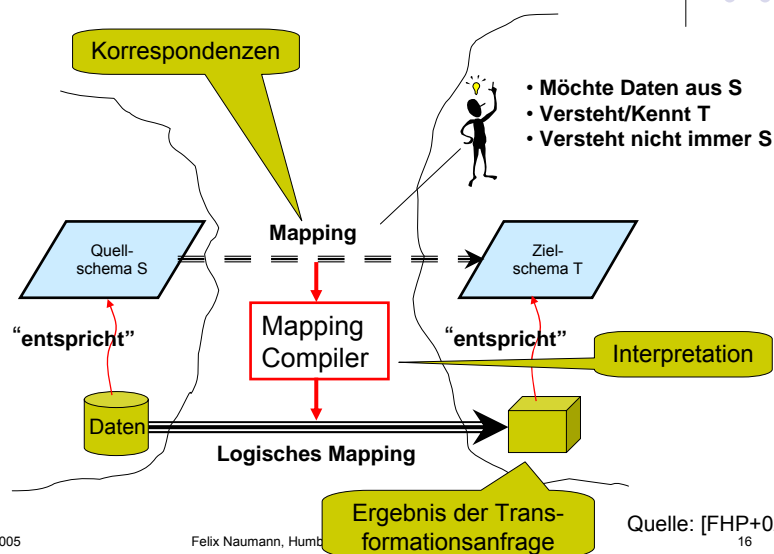 Korrespondenzen
• Möchte Daten aus S
• Versteht/Kennt T
• Versteht nicht immer S
Mapping
Quell-
schema S
Ziel-
schema T
“entspricht”
Mapping
Compiler
“entspricht”
Interpretation
Daten
Logisches Mapping
Ergebnis der Trans-
formationsanfrage
Quelle: [FHP+0
005
Felix Naumann, Humb
16